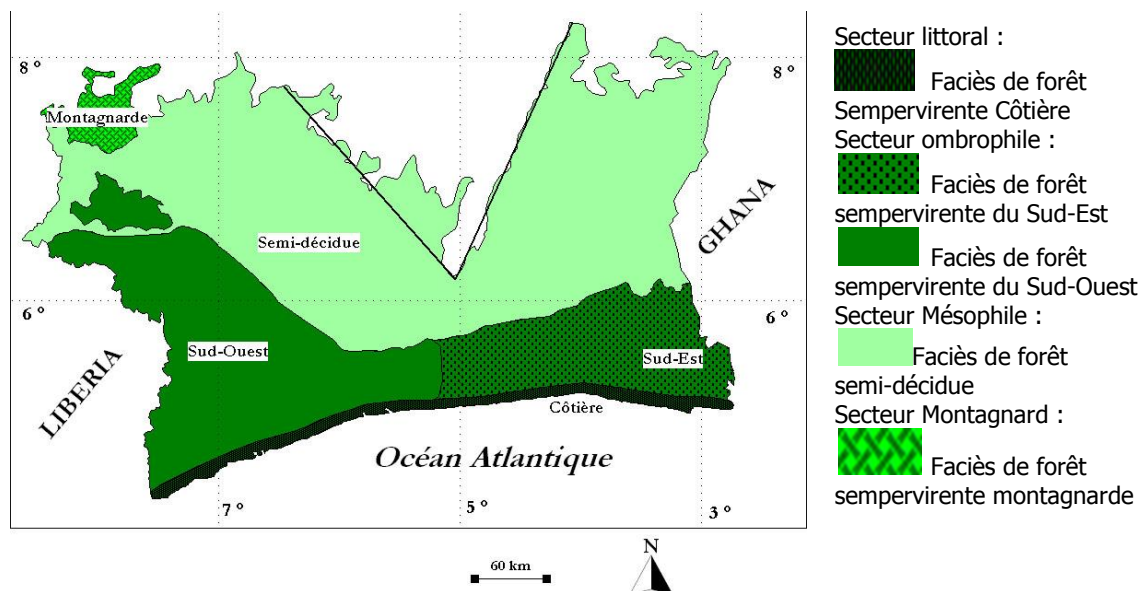 8 º
8 º
Montagnarde
GHANA
Semi-décidue
6 º
6 º
Sud-Ouest
Sud-Est
LIBERIA
Côtière
Océan Atlantique
7 º
5 º
3 º
60 km
N
Secteur littoral :
Faciès de forêt
Sempervirente Côtière
Secteur ombrophile :
Faciès de forêt
sempervirente du Sud-Est
Faciès de forêt
sempervirente du Sud-Ouest
Secteur Mésophile :
Faciès de forêt
semi-décidue
Secteur Montagnard :
Faciès de forêt
sempervirente montagnarde